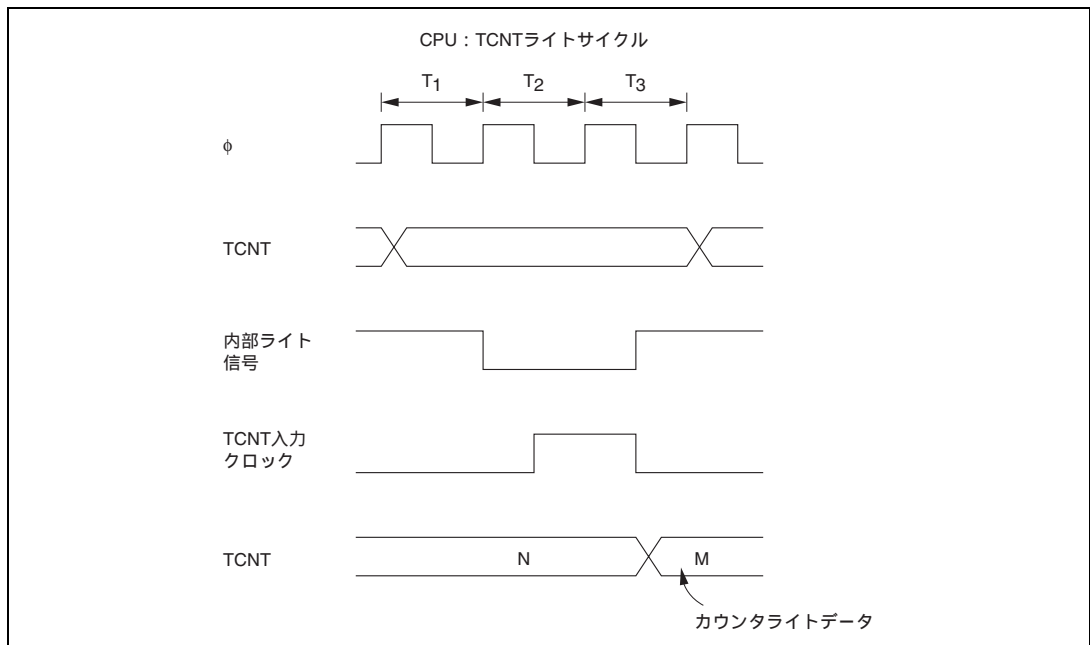 CPU：TCNTライトサイクル
T1 T2 T3
φ
TCNT
内部ライト
信号
TCNT入力
クロック
TCNT
N M
カウンタライトデータ